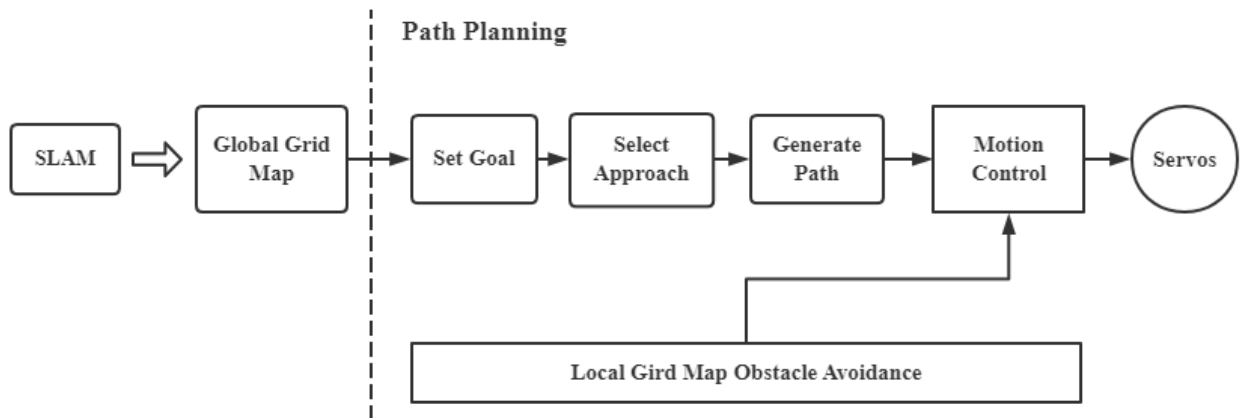 Path Planning
SLAM
Global Grid
Map
Set Goal
Select
Approach
Generate
Path
Motion
Control
Servos
Local Gird Map Obstacle Avoidance